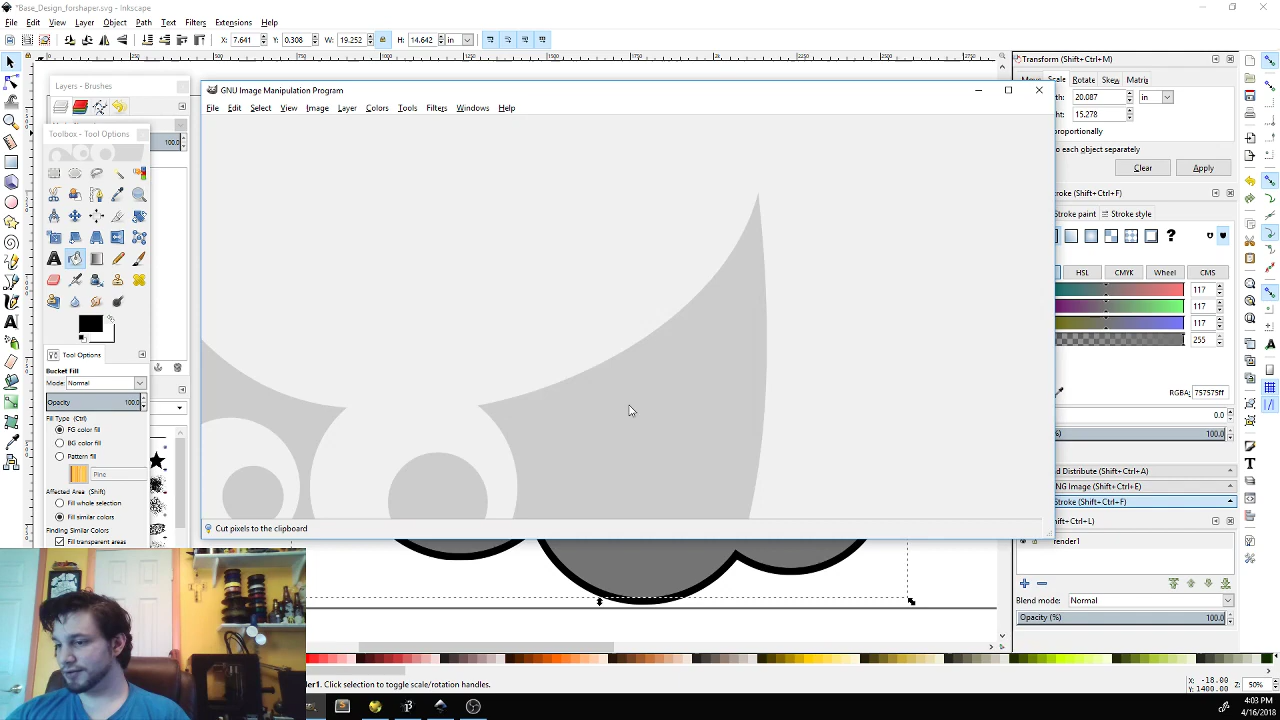 *Base_Design_forshaper.svg - Inkscape
File Edit View Layer Object Path Text Filters Extensions Help
X: 7.641 Y: 0.308 W: 19.252 H: 14.642 in
Layers - Brushes
100.0
Toolbox - Tool Options
Tool Options
Bucket Fill
Mode: Normal
Opacity 100.0
Fill Type (Ctrl)
FG color fill
BG color fill
Pattern fill
Pine
Affected Area (Shift)
Fill whole selection
Fill similar colors
Finding Similar Colors
Fill transparent areas
GNU Image Manipulation Program
File Edit Select View Image Layer Colors Tools Filters Windows Help
Cut pixels to the clipboard
Transform (Shift+Ctrl+M)
Scale Rotate Skew Matrix
20.087 in
15.278
proportionally
to each object separately
Clear Apply
Stroke (Shift+Ctrl+F)
Stroke paint Stroke style
HSL CMYK Wheel CMS
117
117
117
255
RGBA: 757575ff
0.0
100.0
d Distribute (Shift+Ctrl+A)
NG Image (Shift+Ctrl+E)
Stroke (Shift+Ctrl+F)
(Shift+Ctrl+L)
render1
Blend mode: Normal
Opacity (%) 100.0
der1. Click selection to toggle scale/rotation handles.
X: -18.00
Y: 1400.00
Z: 50%
4:03 PM
4/16/2018